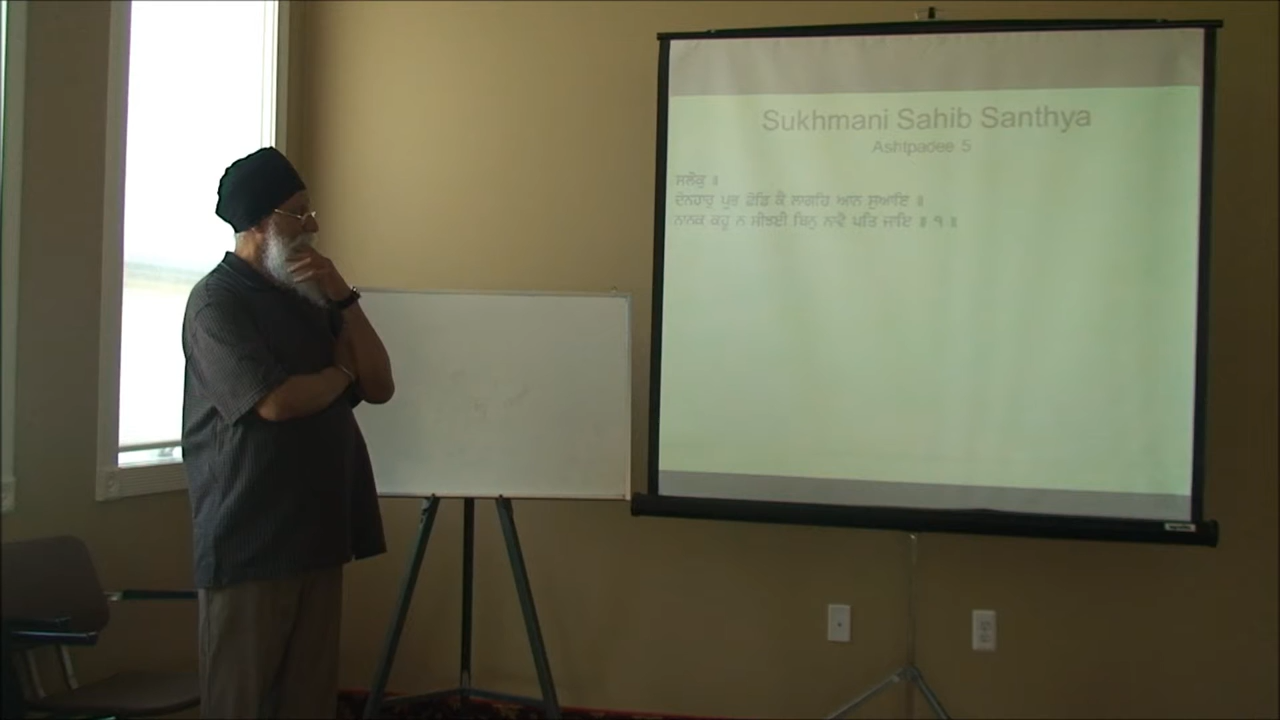 Sukhmani Sahib Santhya
Ashtpadee 5
ਸਲੋਕੁ ॥
ਦੇਨਹਾਰੁ ਪ੍ਰਭ ਛੋਡਿ ਕੈ ਲਾਗਹਿ ਆਨ ਸੁਆਇ ॥
ਨਾਨਕ ਕਹੂ ਨ ਸੀਝਈ ਬਿਨੁ ਨਾਵੈ ਪਤਿ ਜਾਇ ॥ ੧ ॥